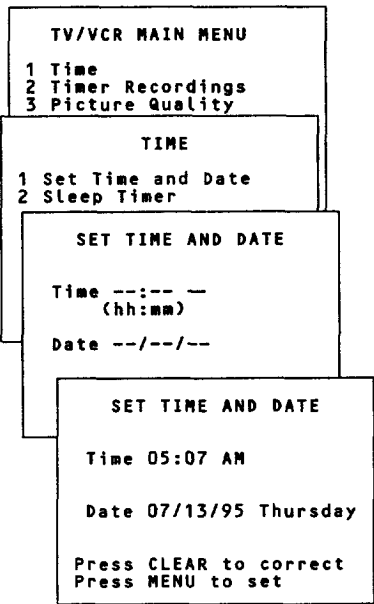 TV/VCR MAIN MENU
1 Time
2 Timer Recordings
3 Picture Quality
TIME
1 Set Time and Date
2 Sleep Timer
SET TIME AND DATE
Time --:-- --
(hh:mm)
Date --/--/--
SET TIME AND DATE
Time 05:07 AM
Date 07/13/95 Thursday
Press CLEAR to correct
Press MENU to set